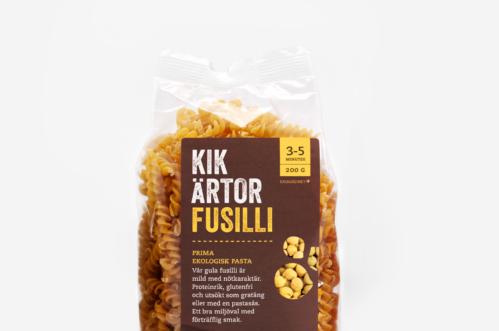 KIK
ÄRTOR
FUSILLI
3-5
MINUTER
200 G
PRIMA
EKOLOGISK PASTA
Vår gula fusilli är
mild med nötkaraktär.
Proteinrik, glutenfri
och utsökt som gratäng
eller med en pastasås.
Ett bra miljöval med
förträfflig smak.